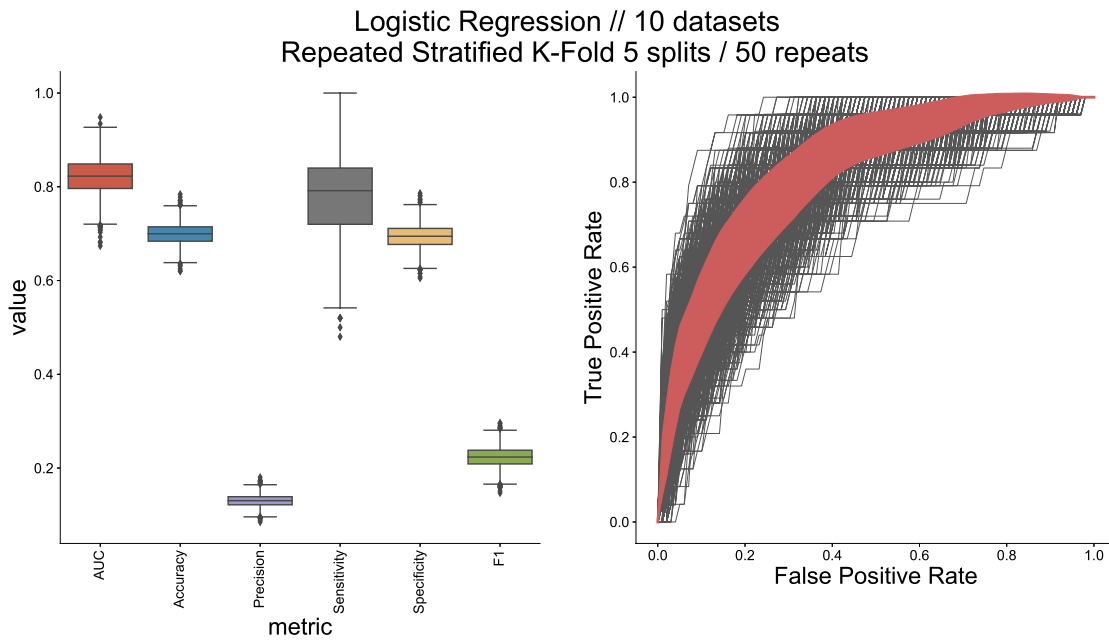 Logistic Regression // 10 datasets
Repeated Stratified K-Fold 5 splits / 50 repeats
value
1.0
0.8
0.6
0.4
0.2
AUC
Accuracy
Precision
Sensitivity
Specificity
F1
metric
True Positive Rate
1.0
0.8
0.6
0.4
0.2
0.0
0.0 0.2 0.4 0.6 0.8 1.0
False Positive Rate